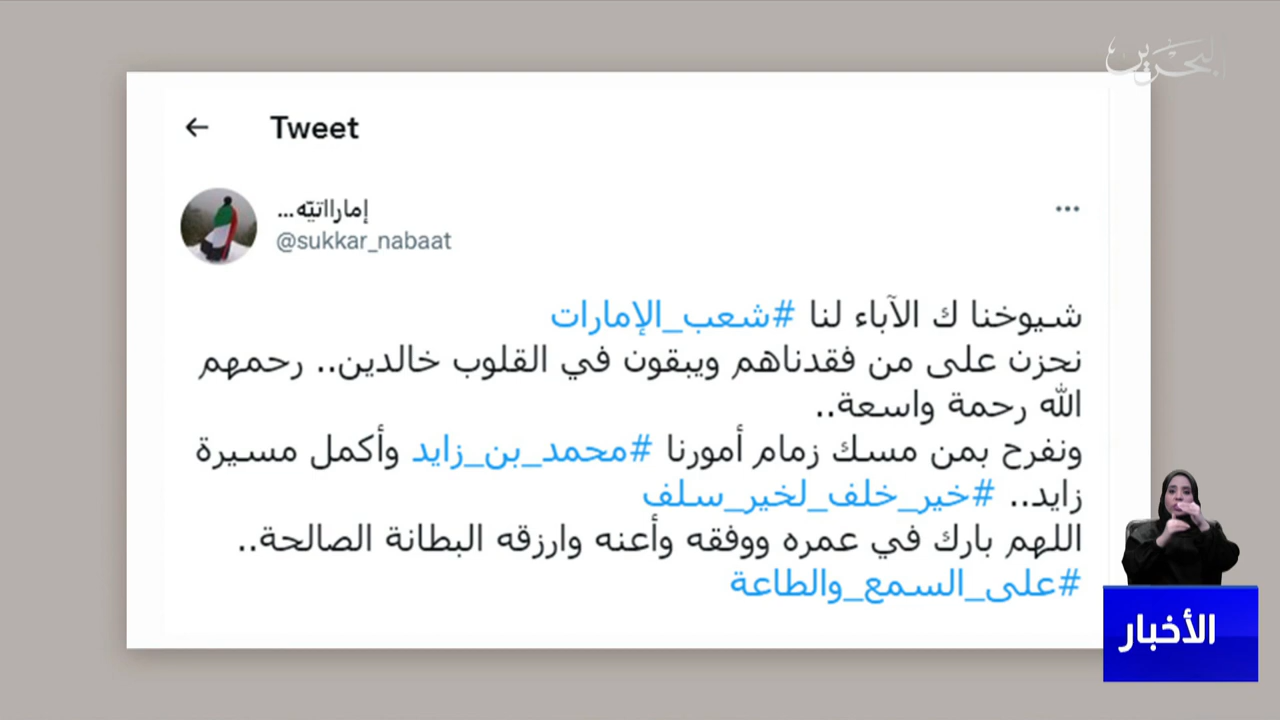 البحرين
← Tweet
إماراتيّه...
@sukkar_nabaat
شيوخنا ك الآباء لنا #شعب_الإمارات
نحزن على من فقدناهم ويبقون في القلوب خالدين.. رحمهم
الله رحمة واسعة..
ونفرح بمن مسك زمام أمورنا #محمد_بن_زايد وأكمل مسيرة
زايد.. #خير_خلف_لخير_سلف
اللهم بارك في عمره ووفقه وأعنه وارزقه البطانة الصالحة..
#على_السمع_والطاعة
الأخبار